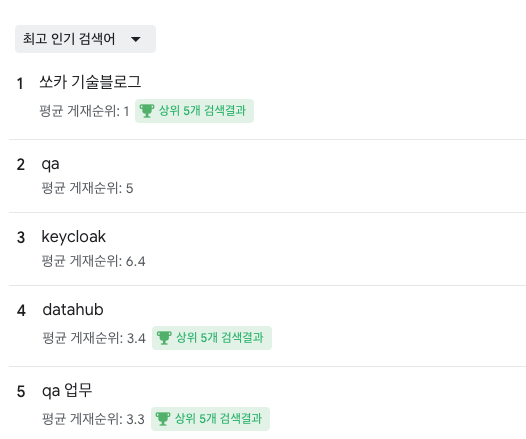 최고 인기 검색어
1 쏘카 기술블로그
평균 게재순위: 1 상위 5개 검색결과
2 qa
평균 게재순위: 5
3 keycloak
평균 게재순위: 6.4
4 datahub
평균 게재순위: 3.4 상위 5개 검색결과
5 qa 업무
평균 게재순위: 3.3 상위 5개 검색결과